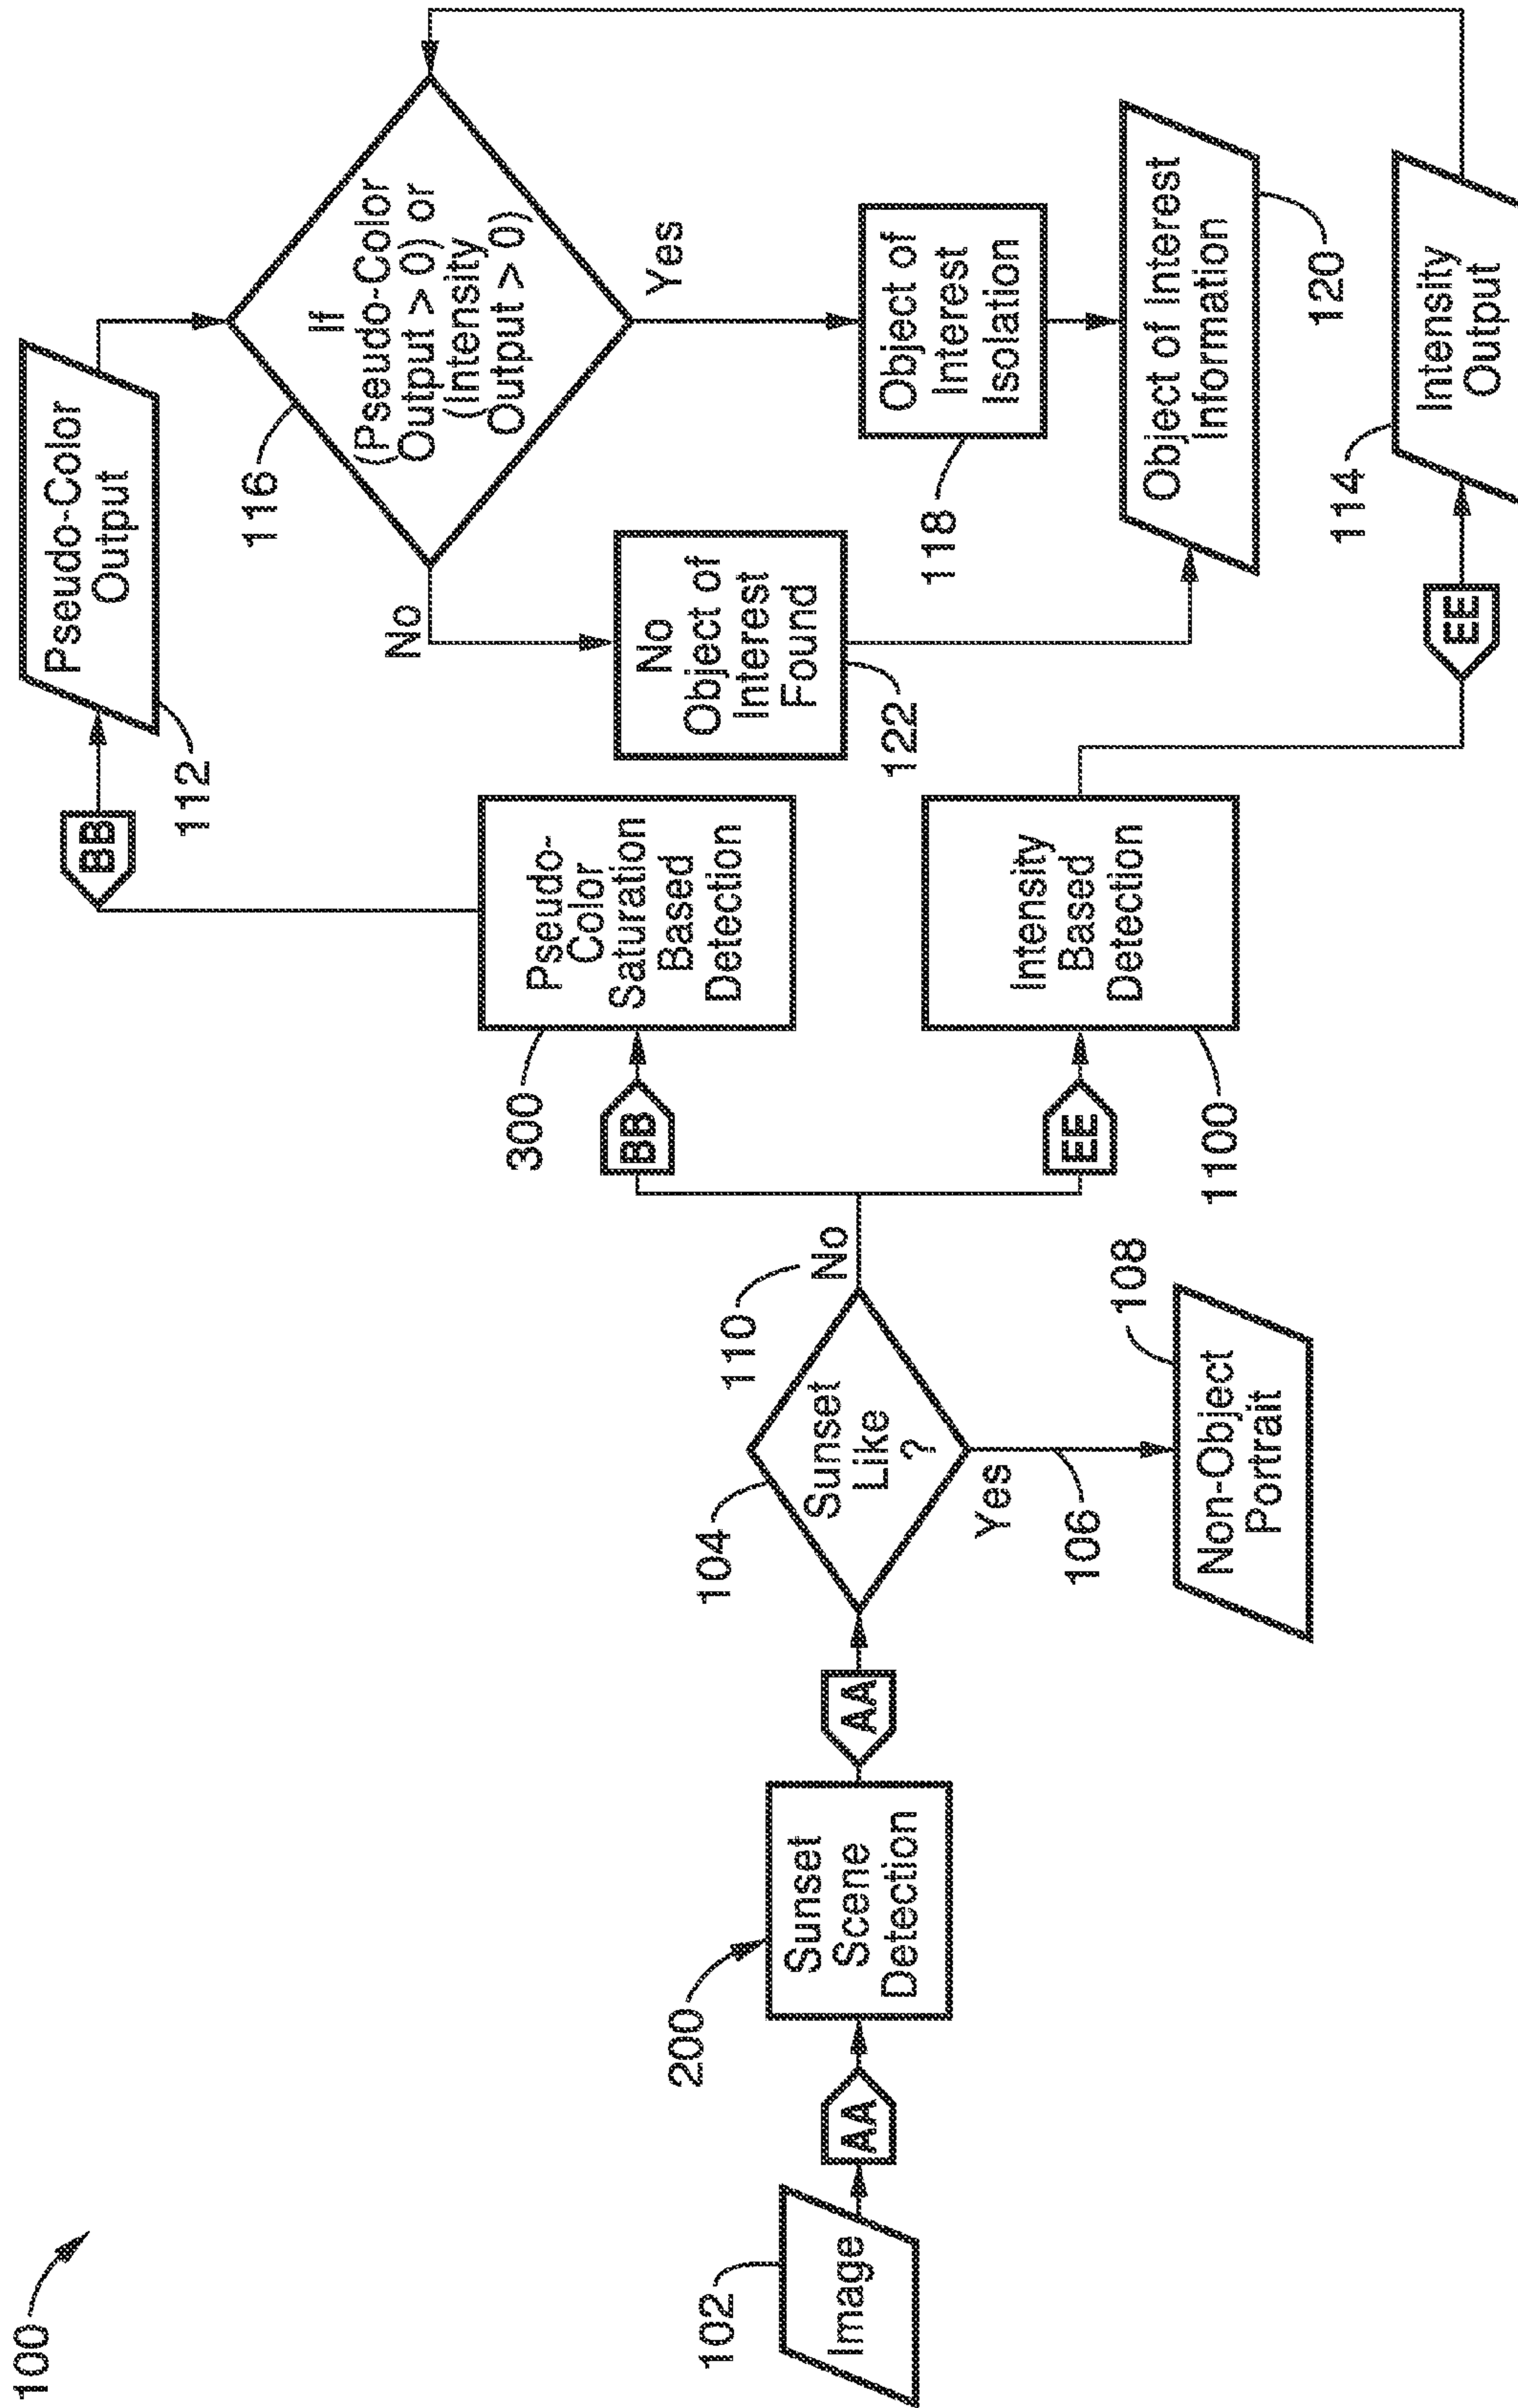 100
102
Image
AA
200
Sunset
Scene
Detection
AA
104
Sunset
Like
?
Yes
106
108
Non-Object
Portrait
110
No
BB
300
Pseudo-
Color
Saturation
Based
Detection
EE
1100
Intensity
Based
Detection
BB
112
Pseudo-Color
Output
EE
114
Intensity
Output
116
If
(Pseudo-Color
Output > 0) or
(Intensity
Output > 0)
No
122
No
Object of
Interest
Found
Yes
118
Object of
Interest
Isolation
120
Object of Interest
Information